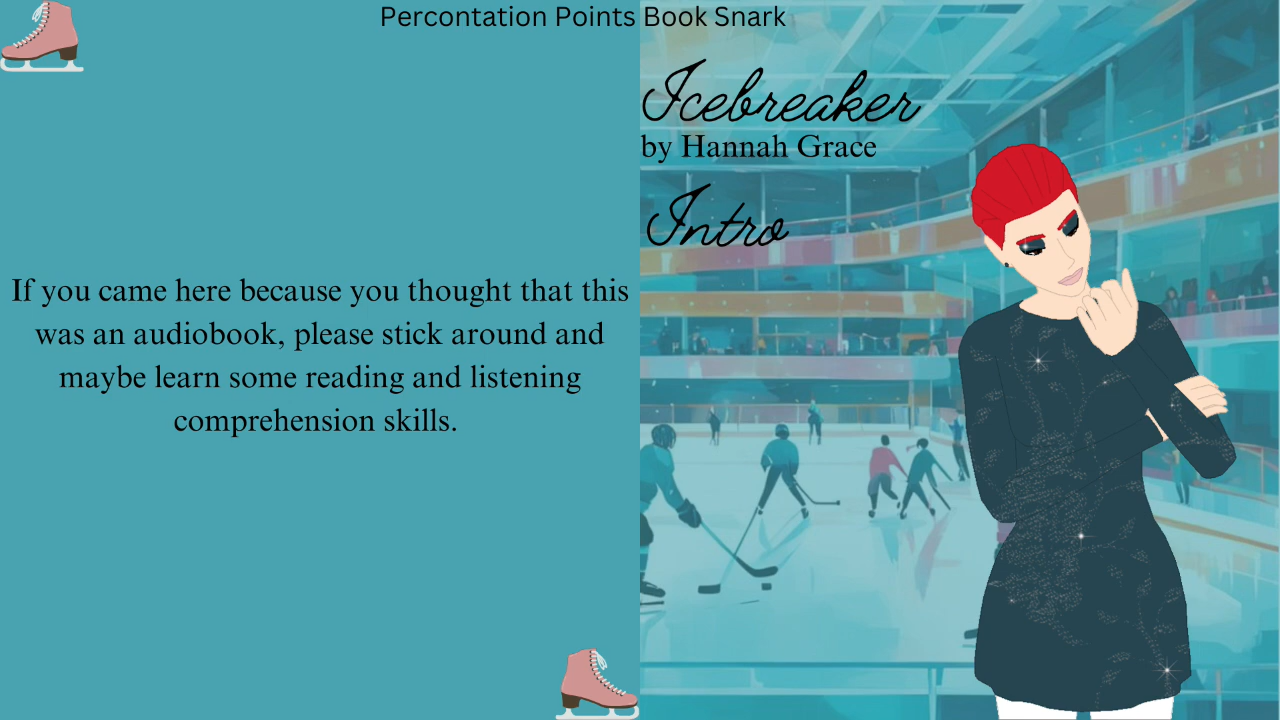 Percontation Points Book Snark
Icebreaker
by Hannah Grace
Intro
If you came here because you thought that this
was an audiobook, please stick around and
maybe learn some reading and listening
comprehension skills.